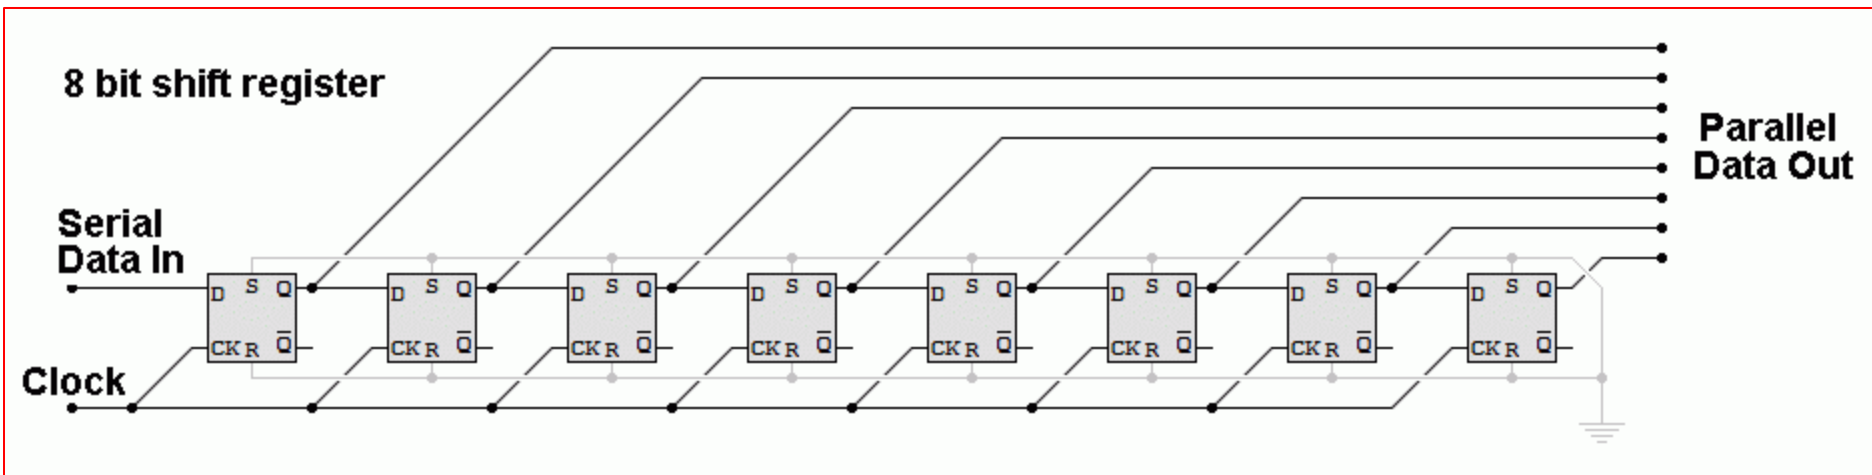 8 bit shift register
Parallel
Data Out
Serial
Data In
D S Q D S Q D S Q D S Q D S Q D S Q D S Q D S Q
CK R Q̅ CK R Q̅ CK R Q̅ CK R Q̅ CK R Q̅ CK R Q̅ CK R Q̅ CK R Q̅
Clock